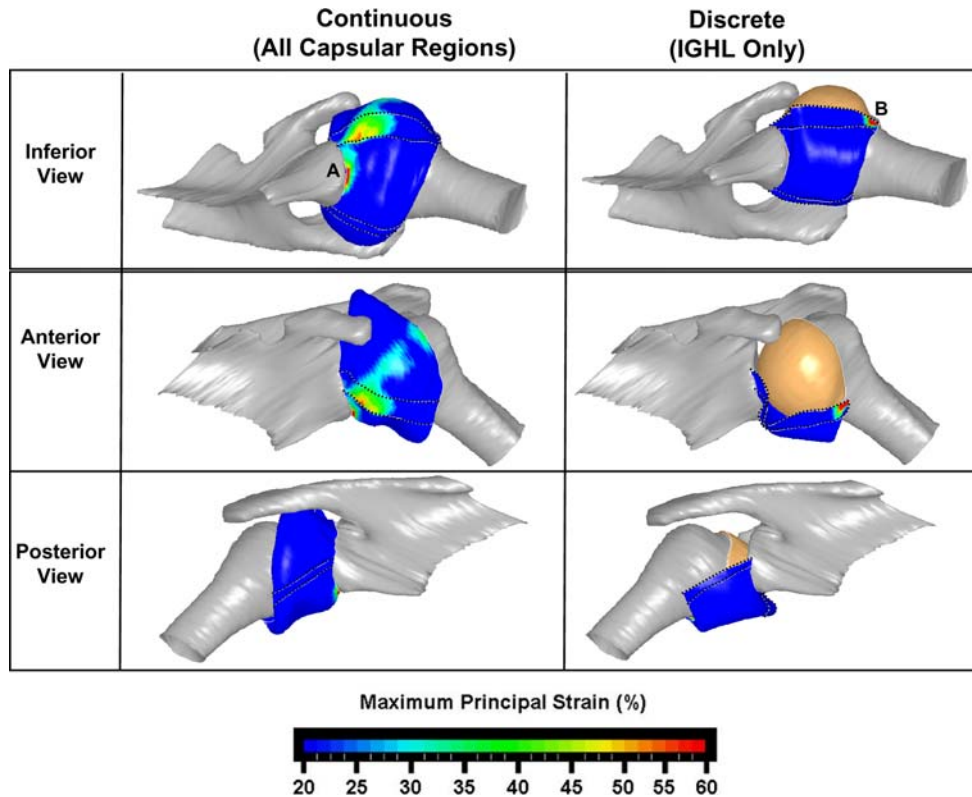 Continuous
(All Capsular Regions)
Discrete
(IGHL Only)
Inferior
View
A
B
Anterior
View
Posterior
View
Maximum Principal Strain (%)
20 25 30 35 40 45 50 55 60